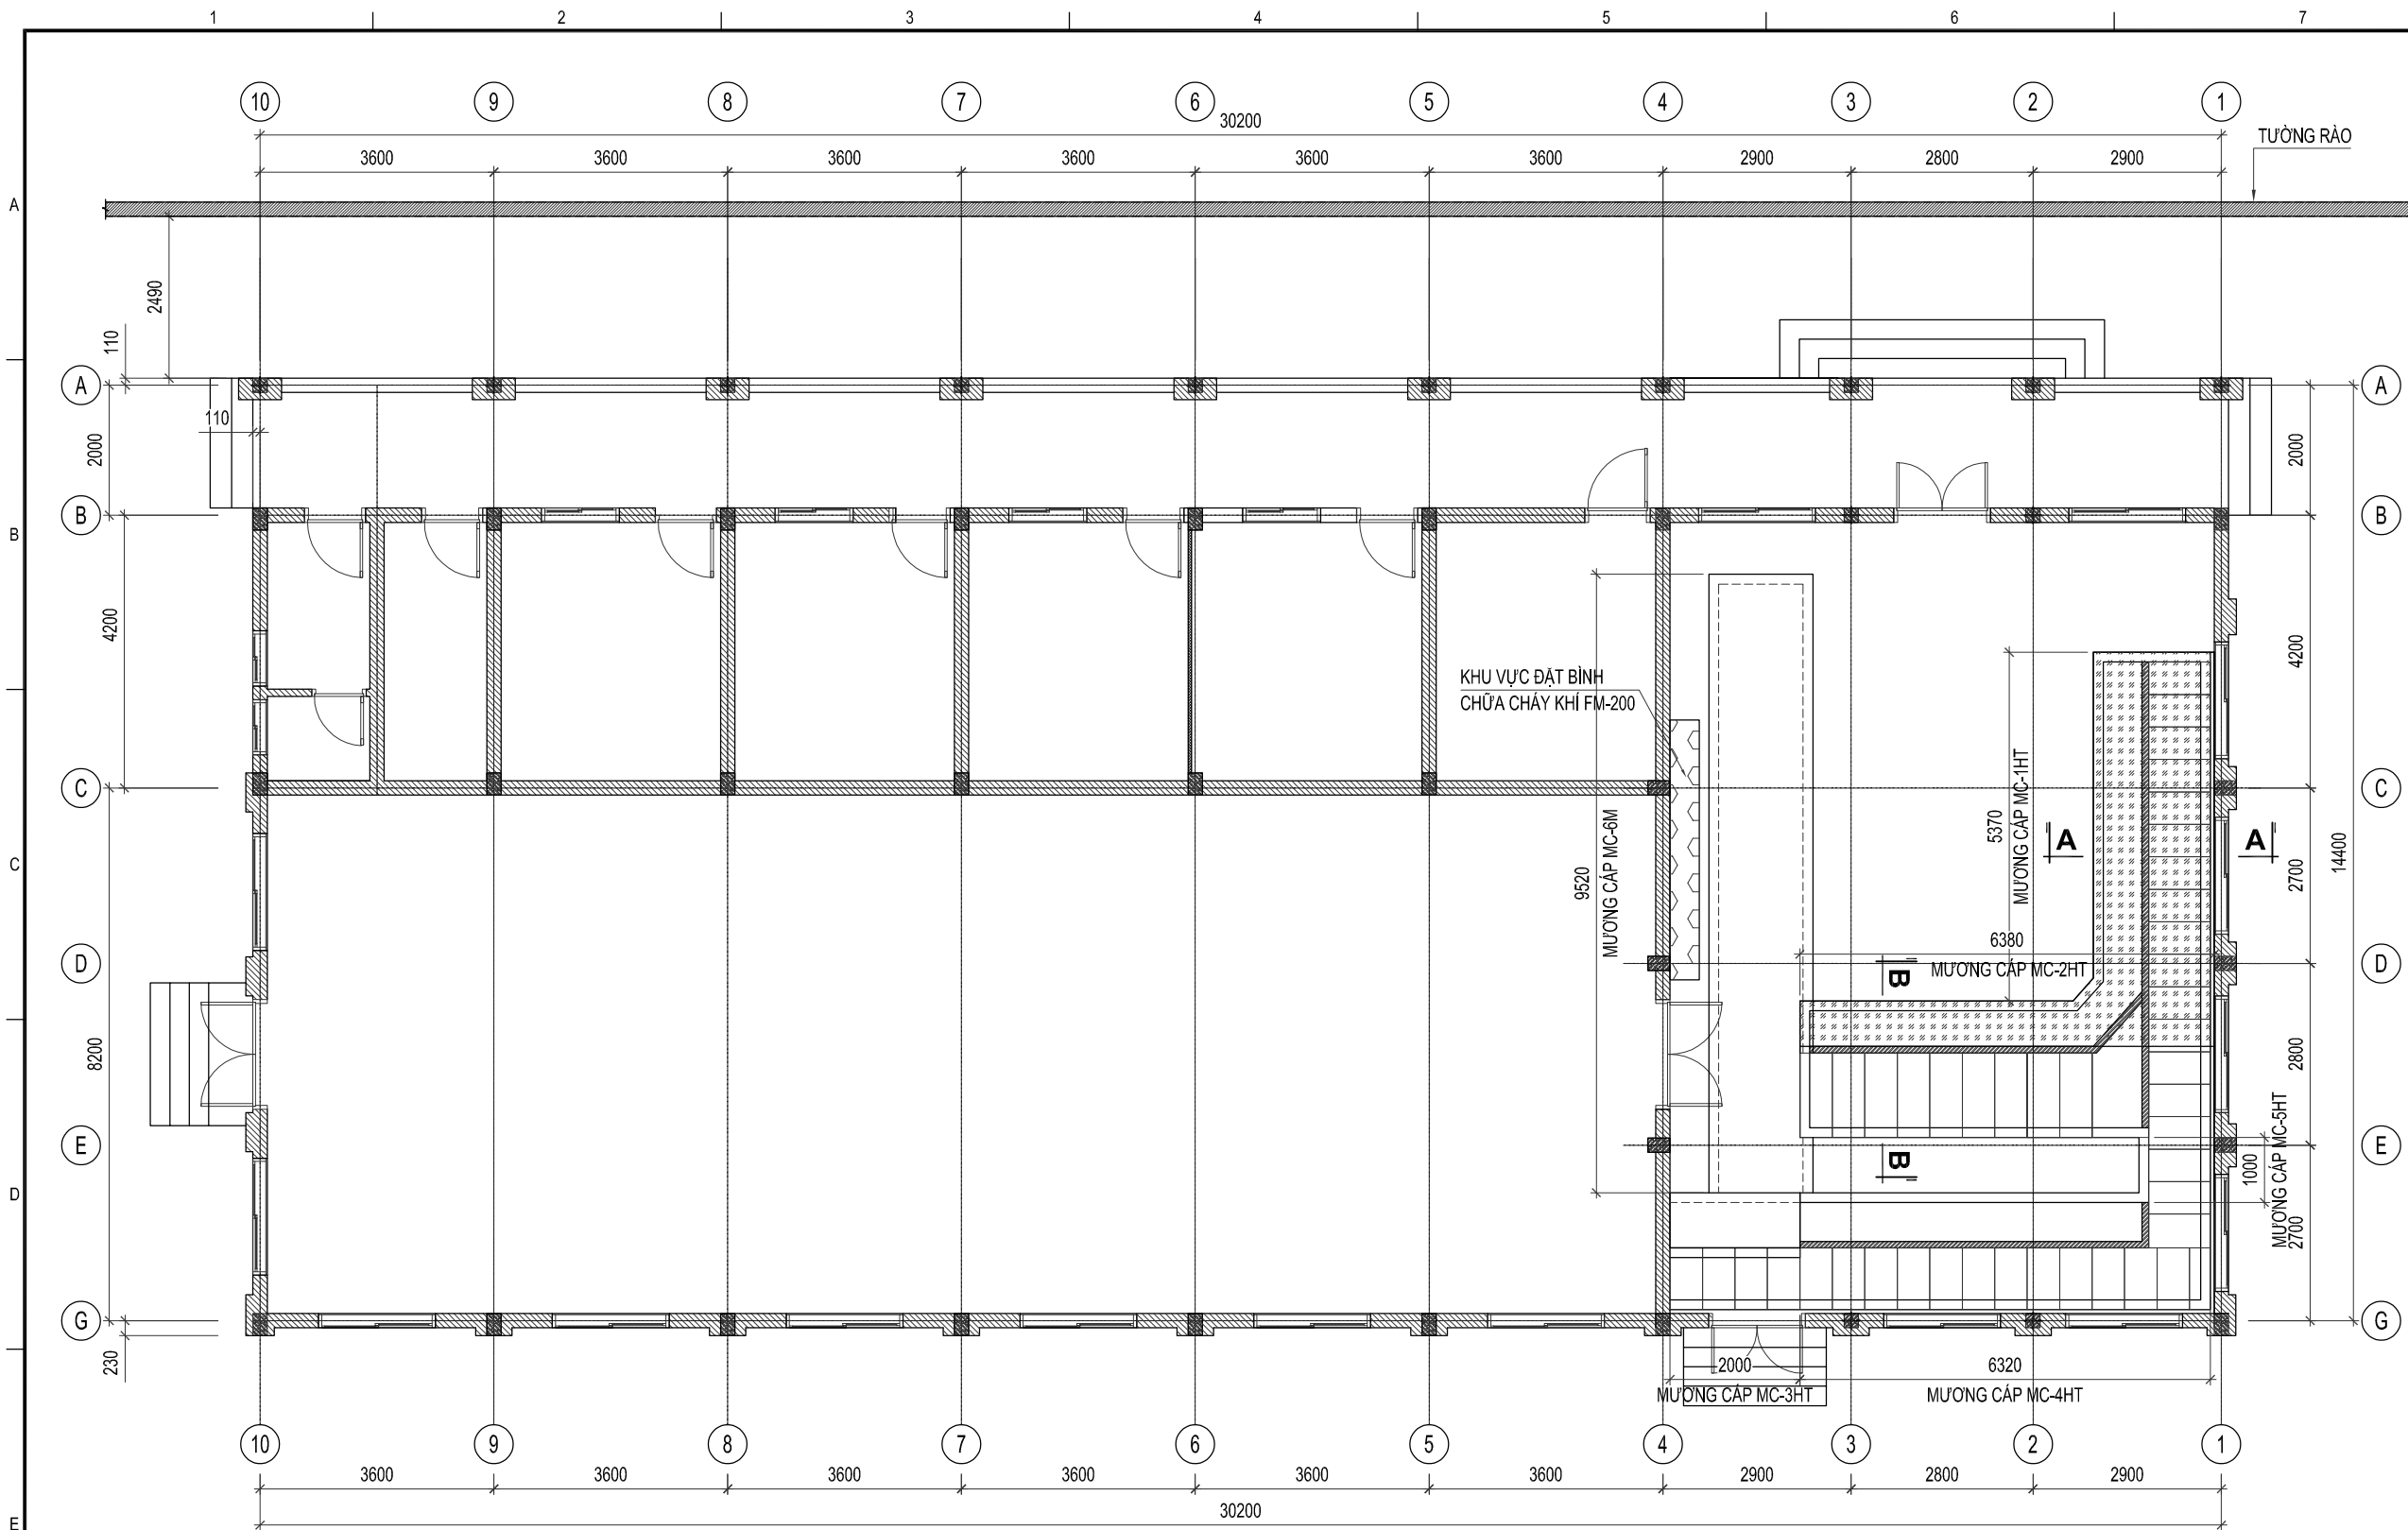 1 2 3 4 5 6 7
10 9 8 7 6 5 4 3 2 1
30200
TƯỜNG RÀO
3600 3600 3600 3600 3600 3600 2900 2800 2900
A
2490
110
A A
110
2000 2000
B B
B
4200 4200
KHU VỰC ĐẶT BÌNH
CHỮA CHÁY KHÍ FM-200
C C
5370
MƯƠNG CÁP MC-1HT
A A
C
9520
MƯƠNG CÁP MC-6M
2700
14400
6380
D D
B
MƯƠNG CÁP MC-2HT
8200
2800
E E
B
1000
MƯƠNG CÁP MC-5HT
D
2700
G G
230
2000 6320
MƯƠNG CÁP MC-3HT MƯƠNG CÁP MC-4HT
10 9 8 7 6 5 4 3 2 1
3600 3600 3600 3600 3600 3600 2900 2800 2900
30200
E